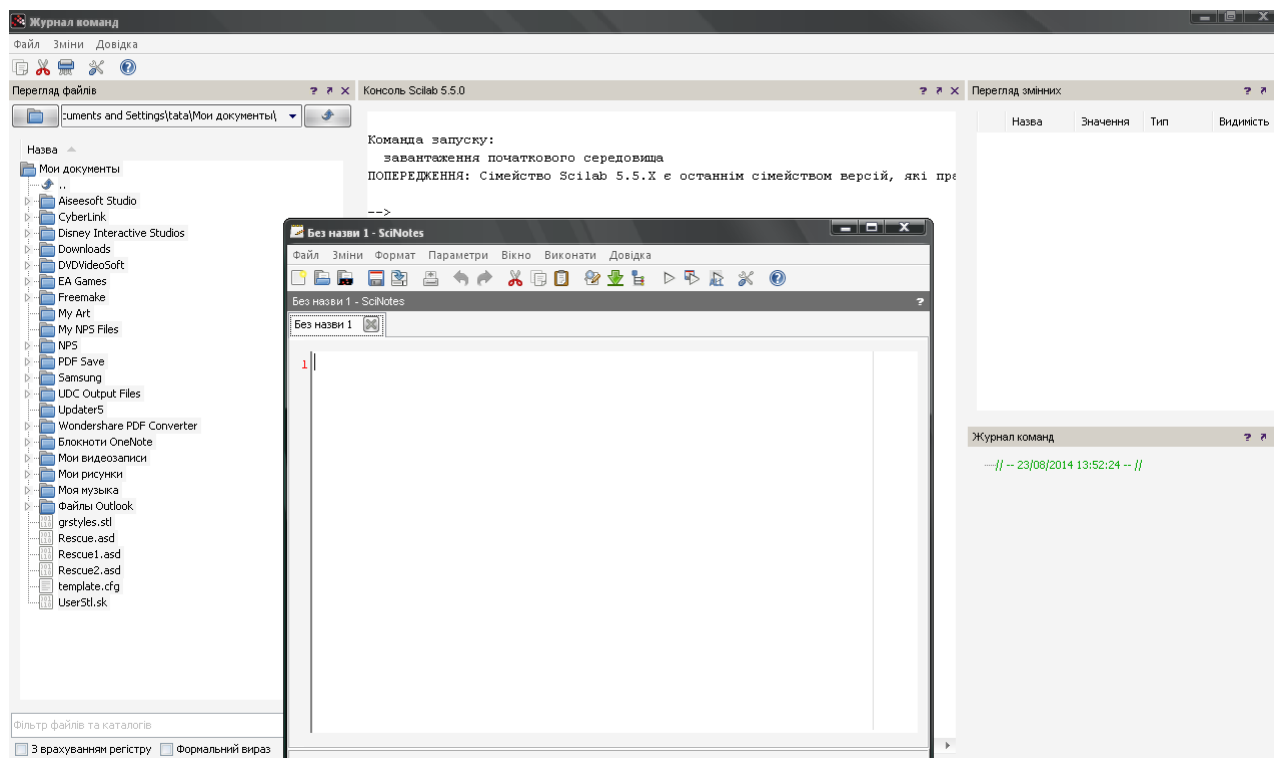 Журнал команд
Файл Зміни Довідка
Перегляд файлів
:uments and Settings\tata\Мои документы\
Назва
Мои документы
..
Aiseesoft Studio
CyberLink
Disney Interactive Studios
Downloads
DVDVideoSoft
EA Games
Freemake
My Art
My NPS Files
NPS
PDF Save
Samsung
UDC Output Files
Updater5
Wondershare PDF Converter
Блокноти OneNote
Мои видеозаписи
Мои рисунки
Моя музыка
Файлы Outlook
grstyles.stl
Rescue.asd
Rescue1.asd
Rescue2.asd
template.cfg
UserStl.sk
Фільтр файлів та каталогів
З врахуванням регістру Формальний вираз
Консоль Scilab 5.5.0
Команда запуску:
завантаження початкового середовища
ПОПЕРЕДЖЕННЯ: Сімейство Scilab 5.5.X є останнім сімейством версій, які пра
-->
Без назви 1 - SciNotes
Файл Зміни Формат Параметри Вікно Виконати Довідка
Без назви 1 - SciNotes
Без назви 1
1
Перегляд змінних
Назва Значення Тип Видимість
Журнал команд
// -- 23/08/2014 13:52:24 -- //